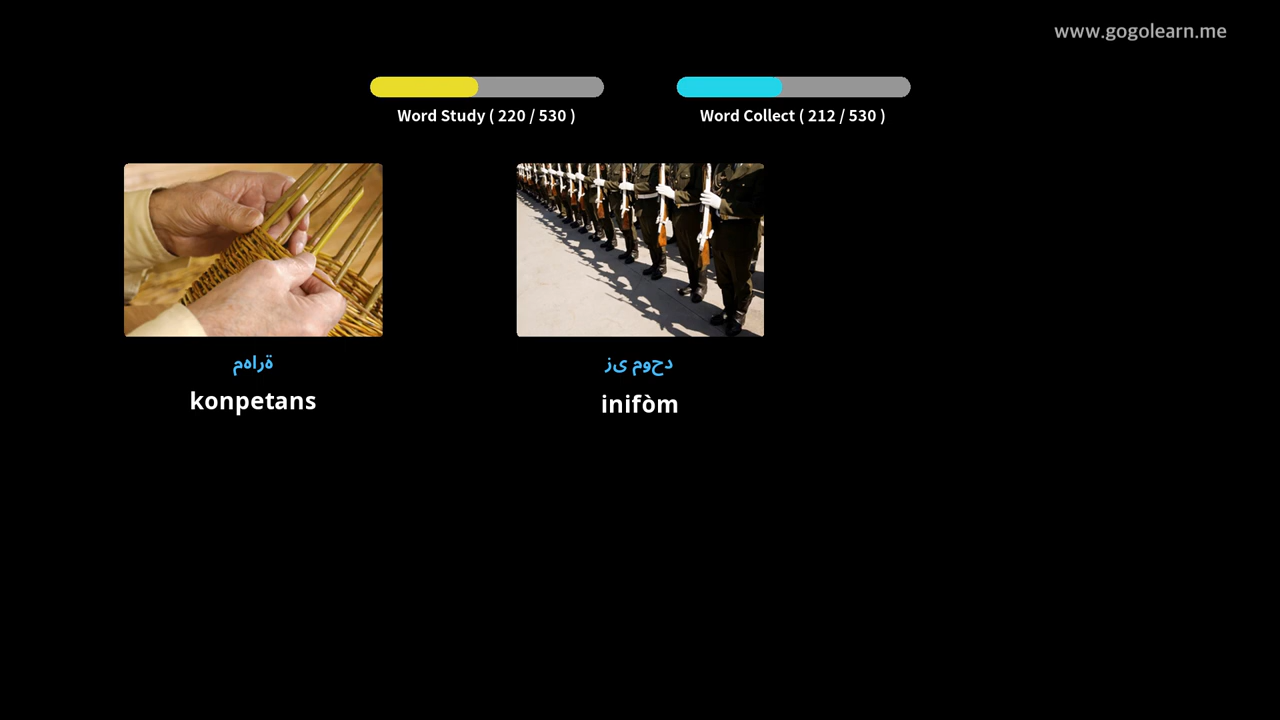 www.gogolearn.me
Word Study ( 220 / 530 )
Word Collect ( 212 / 530 )
ةراهم
دحوم ىز
konpetans
inifòm